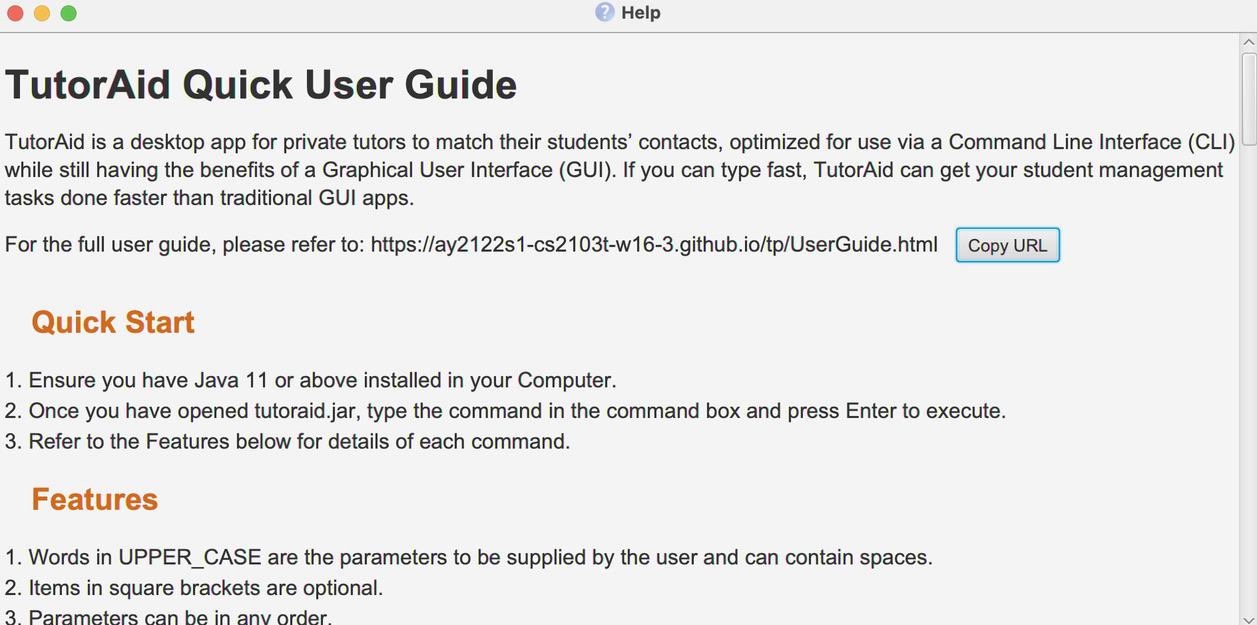 Help
TutorAid Quick User Guide
TutorAid is a desktop app for private tutors to match their students’ contacts, optimized for use via a Command Line Interface (CLI)
while still having the benefits of a Graphical User Interface (GUI). If you can type fast, TutorAid can get your student management
tasks done faster than traditional GUI apps.
For the full user guide, please refer to: https://ay2122s1-cs2103t-w16-3.github.io/tp/UserGuide.html Copy URL
Quick Start
1. Ensure you have Java 11 or above installed in your Computer.
2. Once you have opened tutoraid.jar, type the command in the command box and press Enter to execute.
3. Refer to the Features below for details of each command.
Features
1. Words in UPPER_CASE are the parameters to be supplied by the user and can contain spaces.
2. Items in square brackets are optional.
3. Parameters can be in any order.